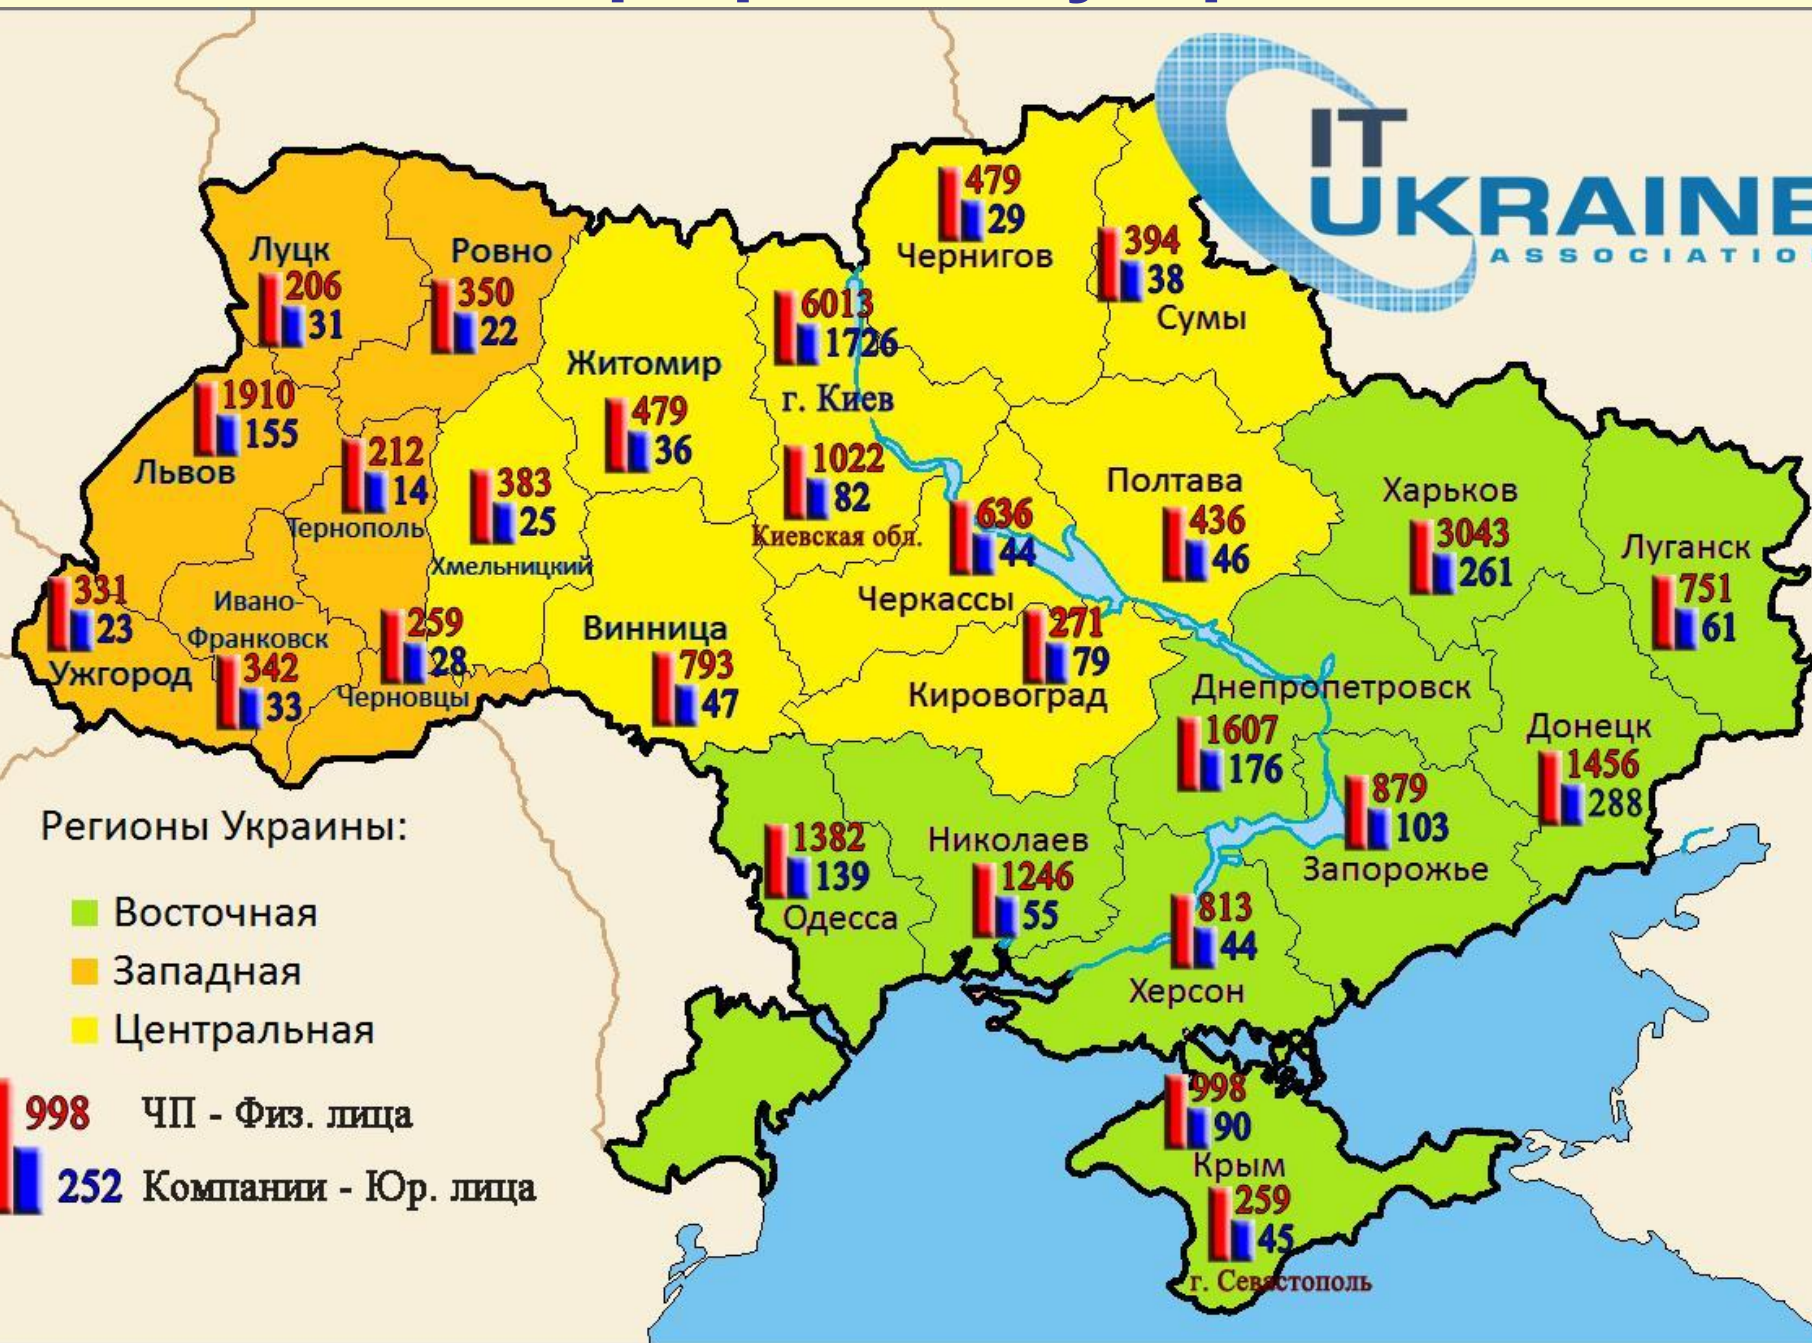 IT
UKRAINE
ASSOCIATIO
479
29
Чернигов
394
38
Сумы
Луцк
206
31
Ровно
350
22
6013
1726
г. Киев
Житомир
479
36
1910
155
Львов
212
14
Тернополь
383
25
Хмельницкий
1022
82
Киевская обл.
636
44
Черкассы
Полтава
436
46
Харьков
3043
261
Луганск
751
61
331
23
Ужгород
Ивано-
Франковск
342
33
259
28
Черновцы
Винница
793
47
271
79
Кировоград
Днепропетровск
1607
176
Донецк
1456
288
879
103
Запорожье
1382
139
Одесса
Николаев
1246
55
813
44
Херсон
998
90
Крым
259
45
г. Севастополь
Регионы Украины:
Восточная
Западная
Центральная
998 ЧП - Физ. лица
252 Компании - Юр. лица